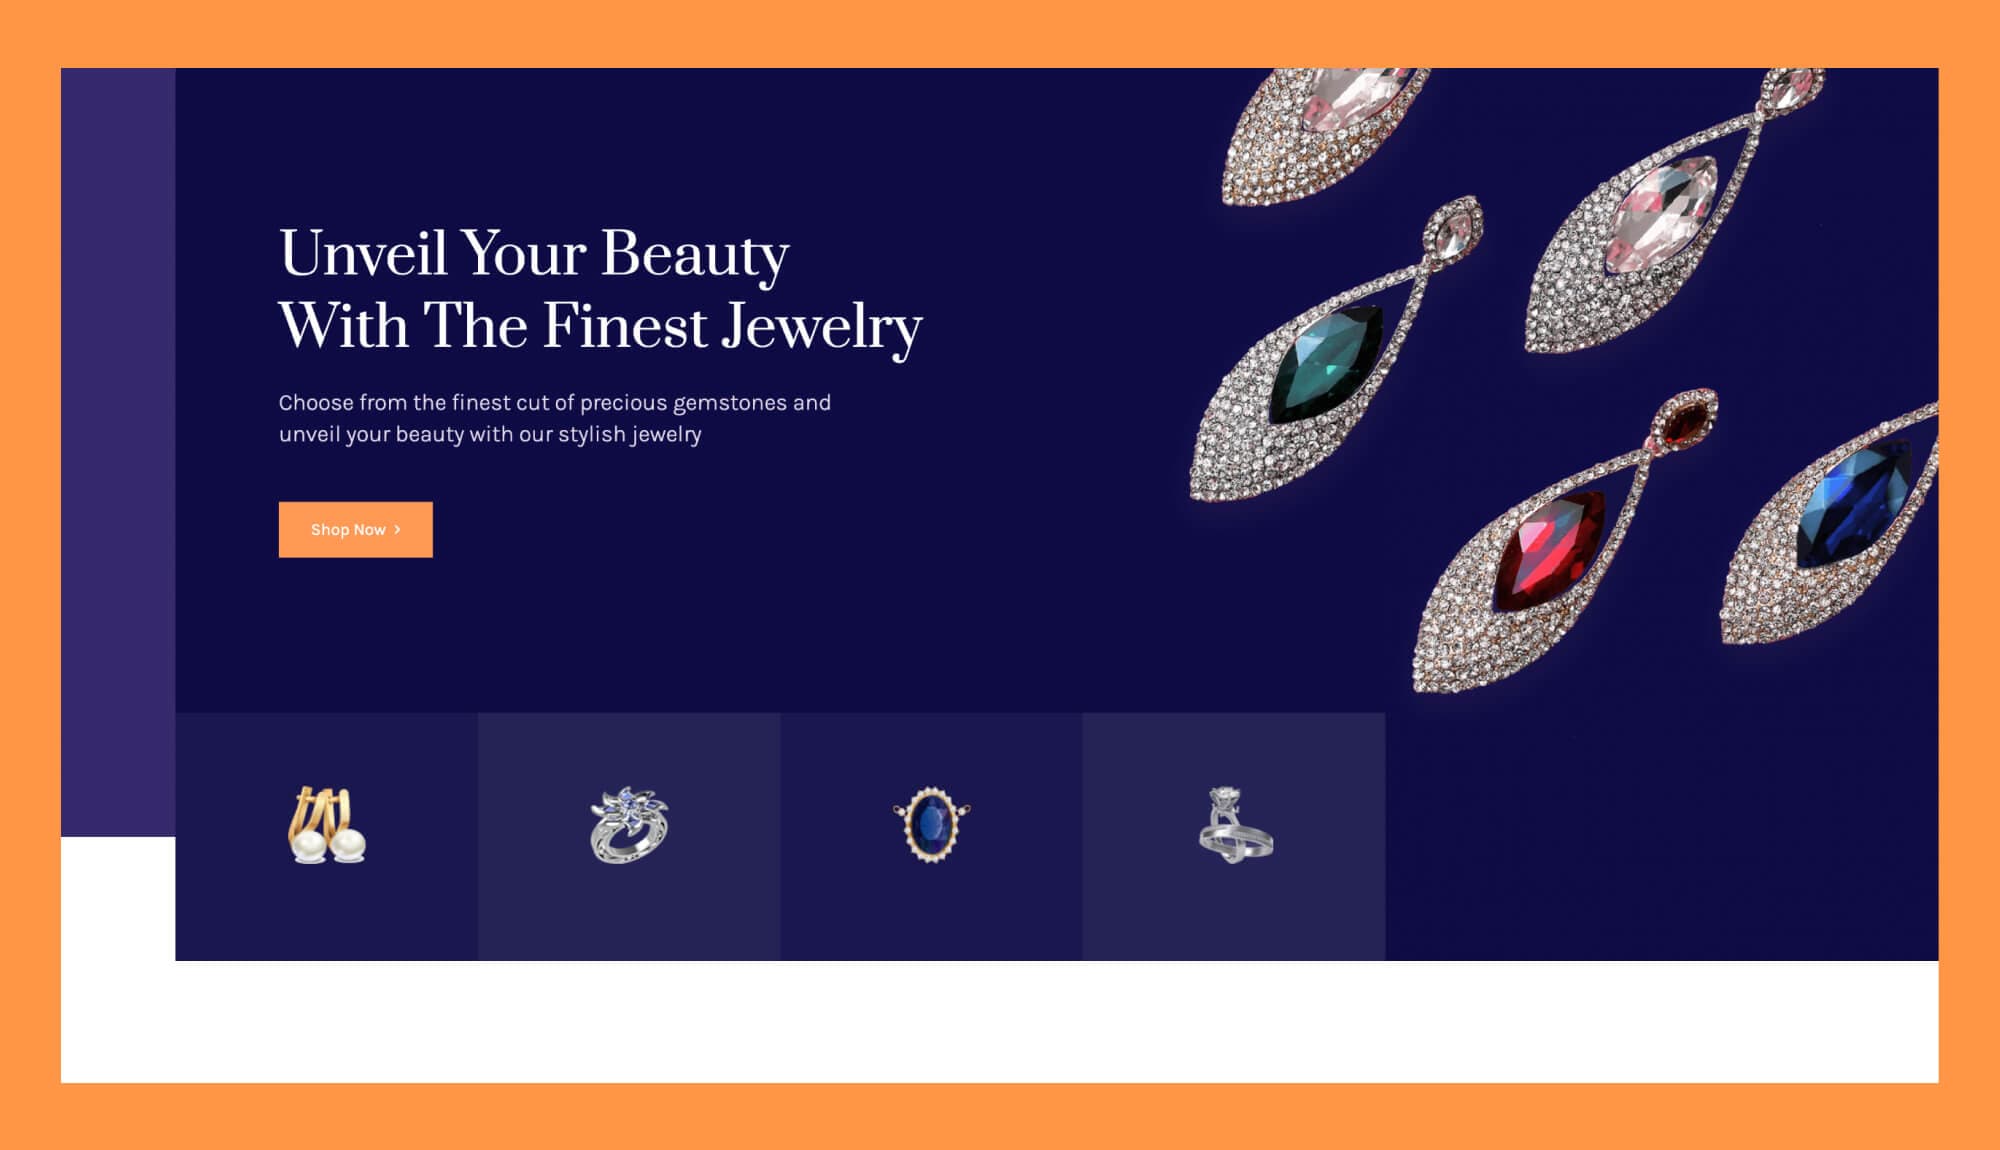 Unveil Your Beauty
With The Finest Jewelry
Choose from the finest cut of precious gemstones and
unveil your beauty with our stylish jewelry
Shop Now